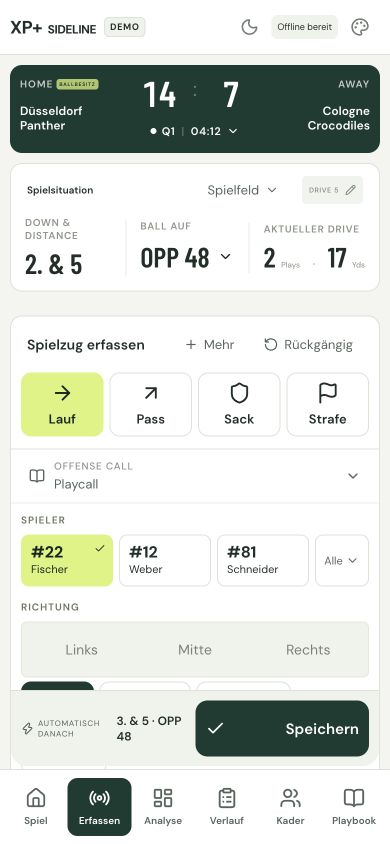 XP+ SIDELINE DEMO Offline bereit
HOME BALLBESITZ 14 : 7 AWAY
Düsseldorf Panther
Cologne Crocodiles
Q1 | 04:12
Spielsituation Spielfeld DRIVE 5
DOWN & DISTANCE
2. & 5
BALL AUF
OPP 48
AKTUELLER DRIVE
2 Plays · 17 Yds
Spielzug erfassen + Mehr Rückgängig
Lauf Pass Sack Strafe
OFFENSE CALL
Playcall
SPIELER
#22 #12 #81 Alle
Fischer Weber Schneider
RICHTUNG
Links Mitte Rechts
AUTOMATISCH DANACH
3. & 5 · OPP 48
Speichern
Spiel Erfassen Analyse Verlauf Kader Playbook